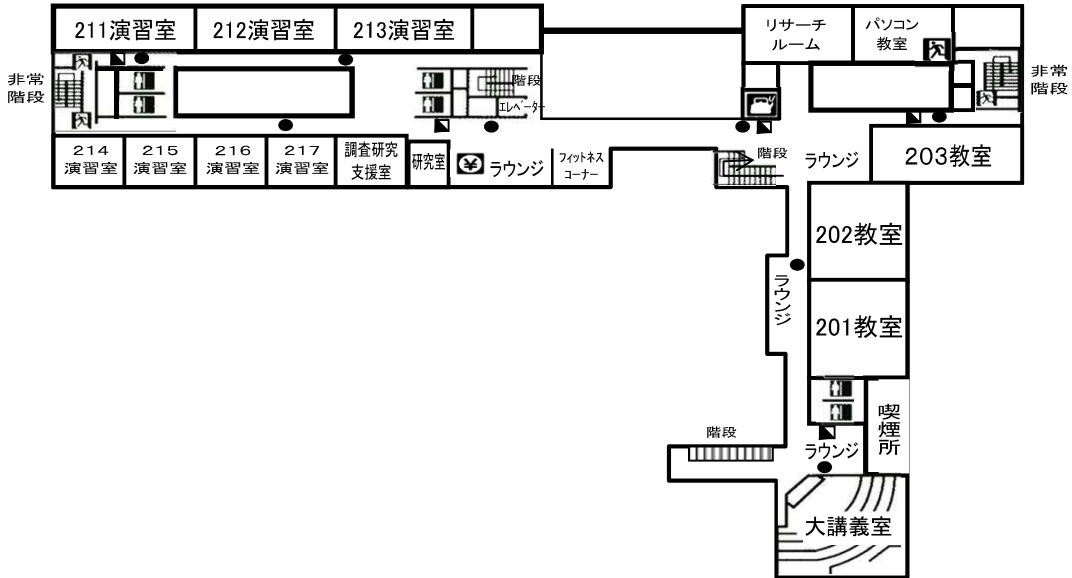 211演習室
212演習室
213演習室
リサーチ
ルーム
パソコン
教室
非常
階段
階段
エレベーター
非常
階段
214
演習室
215
演習室
216
演習室
217
演習室
調査研究
支援室
研究室
¥
ラウンジ
フィットネス
コーナー
階段
ラウンジ
203教室
202教室
ラウンジ
201教室
喫煙所
階段
ラウンジ
大講義室